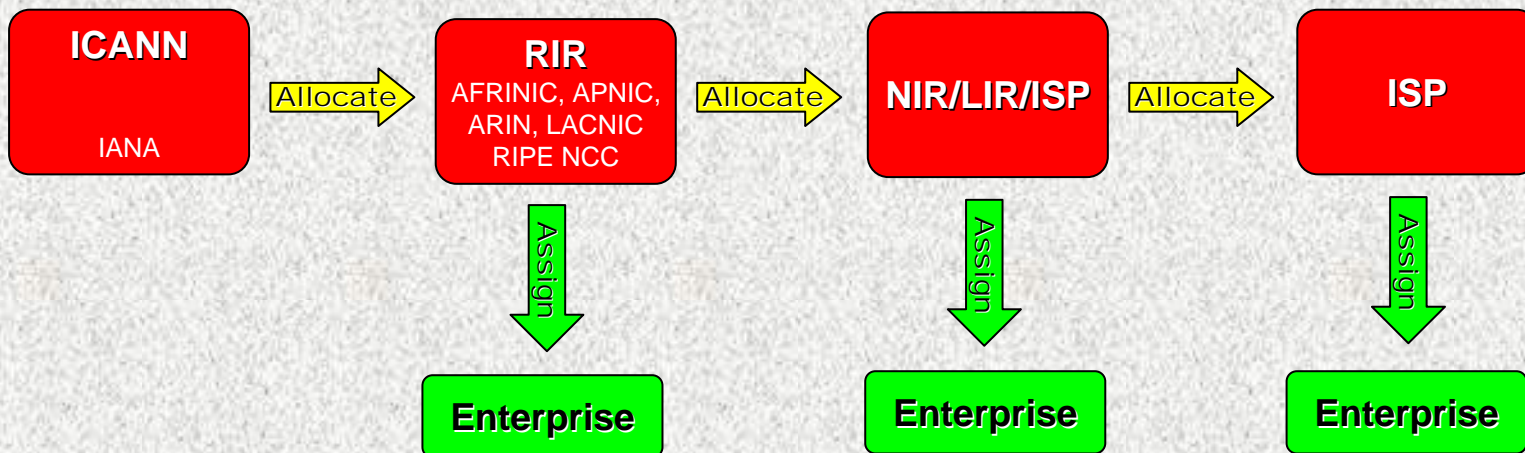 ICANN
IANA
Allocate
RIR
AFRINIC, APNIC,
ARIN, LACNIC
RIPE NCC
Allocate
NIR/LIR/ISP
Allocate
ISP
Assign
Assign
Assign
Enterprise
Enterprise
Enterprise